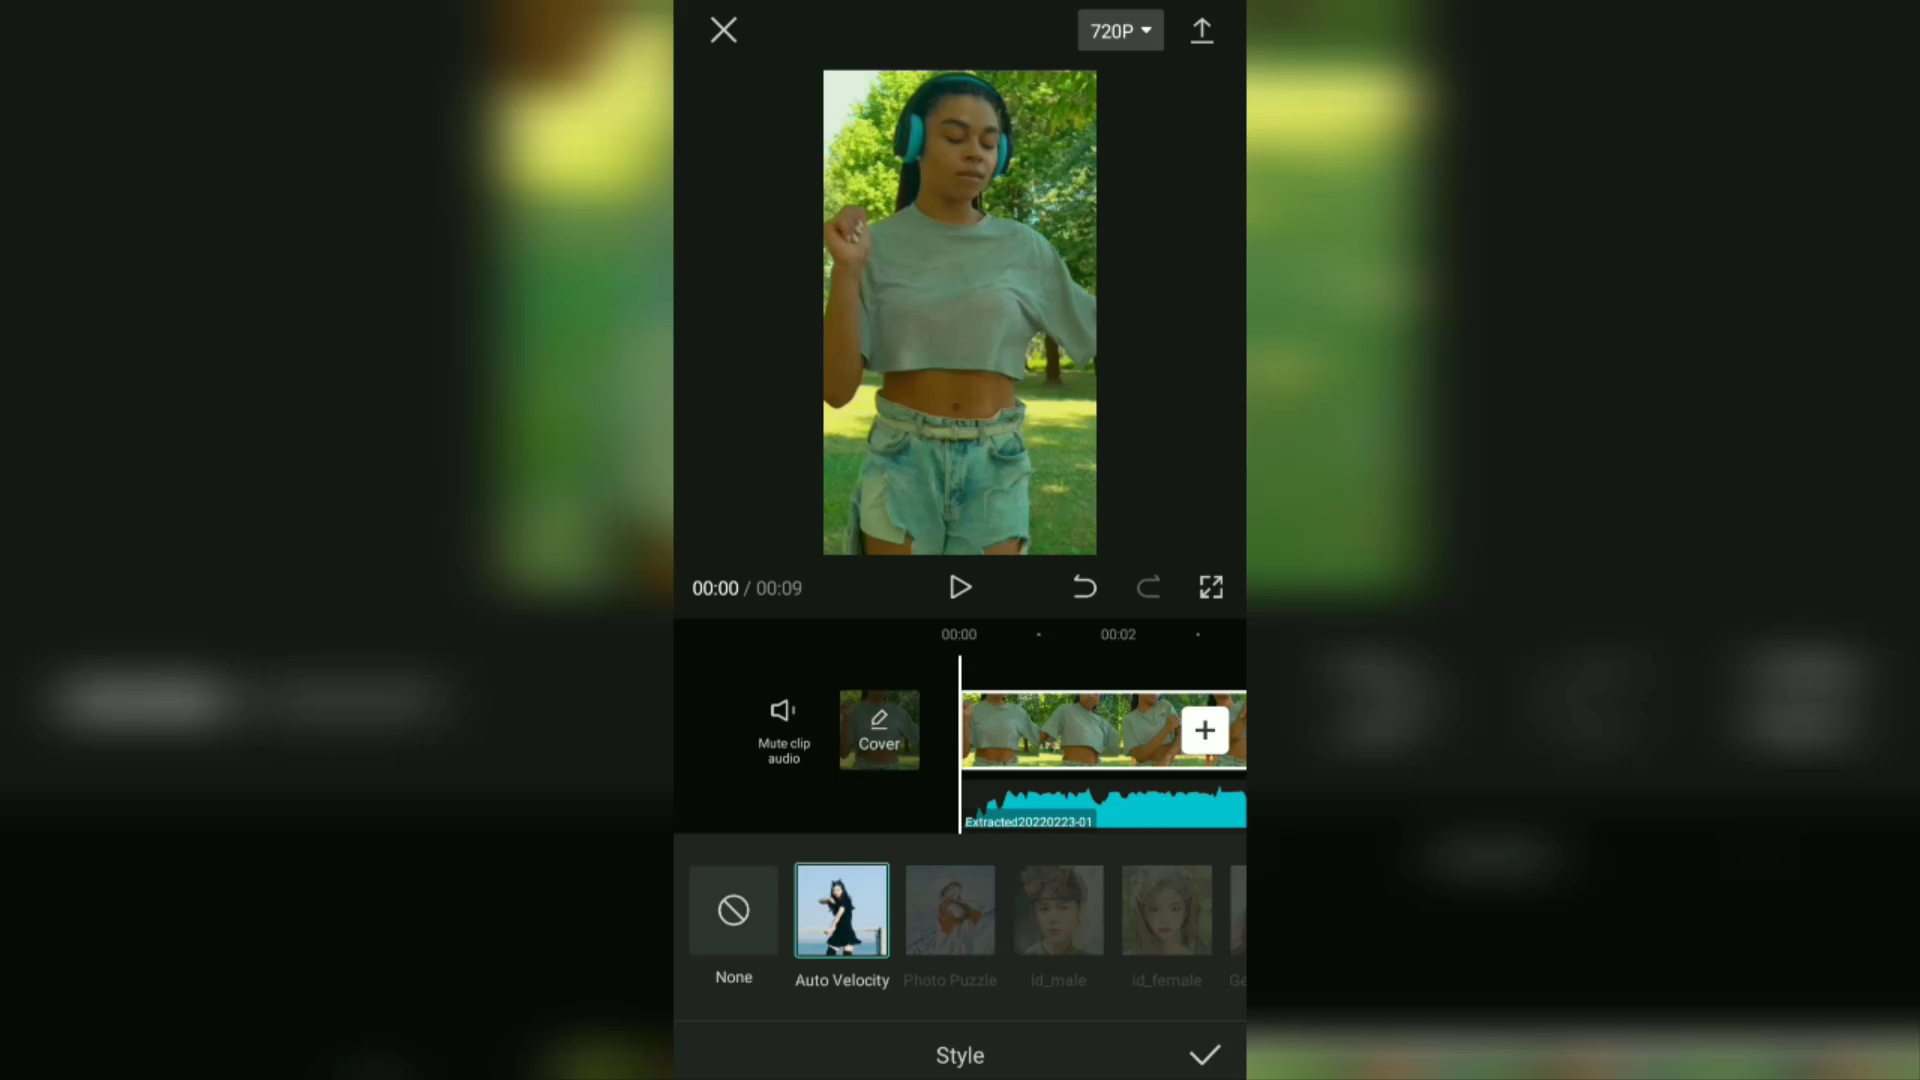 720P
00:00 / 00:09
00:00
00:02
Mute clip
audio
Cover
Extracted20220223-01
None
Auto Velocity
Photo Puzzle
id_male
id_female
Ge
Style